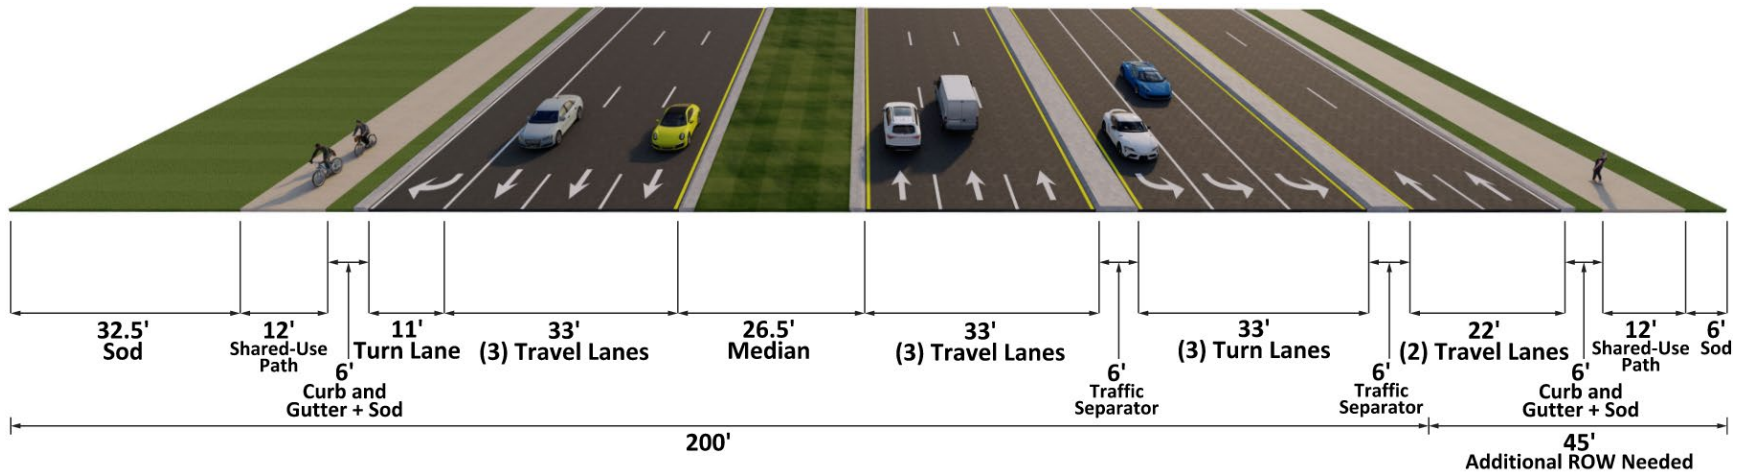 32.5'
Sod
12'
Shared-Use
Path
6'
Curb and
Gutter + Sod
11'
Turn Lane
33'
(3) Travel Lanes
26.5'
Median
33'
(3) Travel Lanes
6'
Traffic
Separator
33'
(3) Turn Lanes
6'
Traffic
Separator
22'
(2) Travel Lanes
6'
Curb and
Gutter + Sod
12'
Shared-Use
Path
6'
Sod
200'
45'
Additional ROW Needed